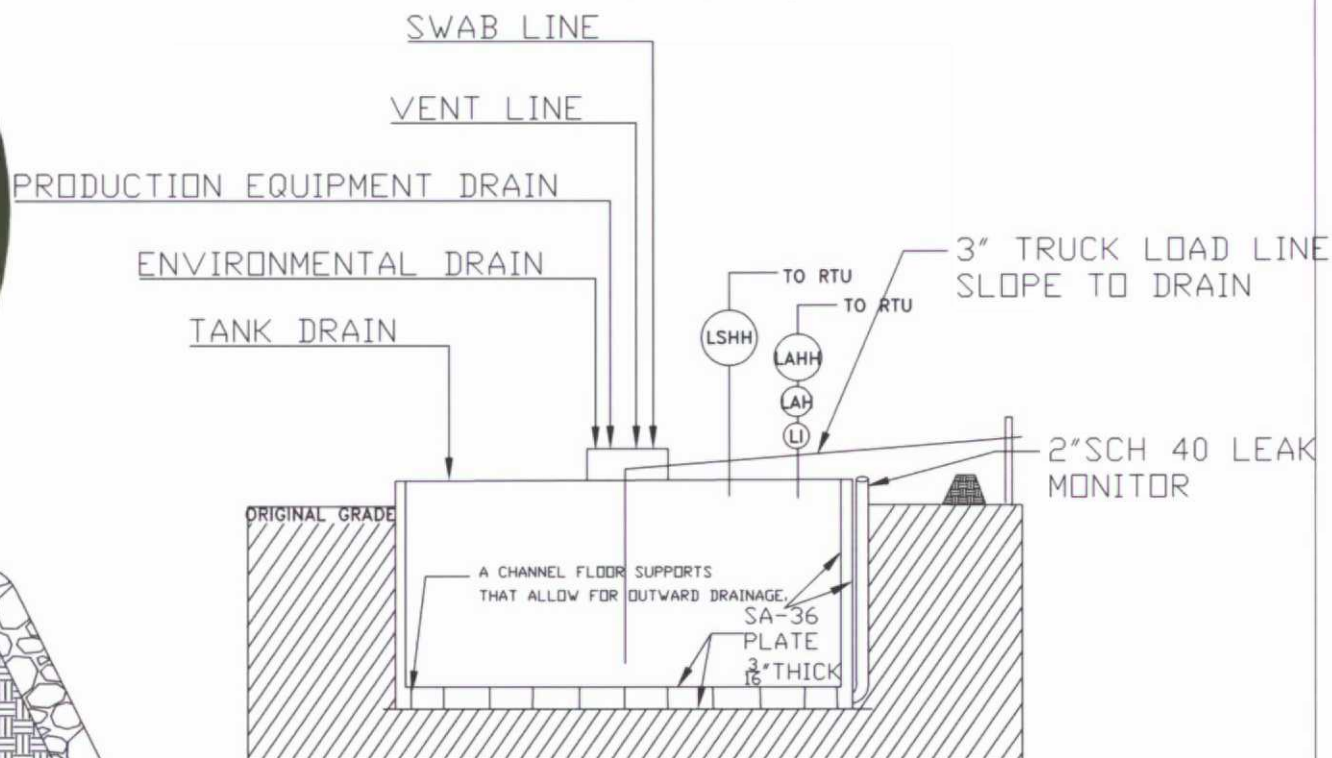 SWAB LINE
VENT LINE
PRODUCTION EQUIPMENT DRAIN
ENVIRONMENTAL DRAIN
TANK DRAIN
3" TRUCK LOAD LINE
SLOPE TO DRAIN
TO RTU
TO RTU
LSHH
LAHH
LAH
LI
2"SCH 40 LEAK
MONITOR
ORIGINAL GRADE
A CHANNEL FLOOR SUPPORTS
THAT ALLOW FOR OUTWARD DRAINAGE.
SA-36
PLATE
3/16"THICK